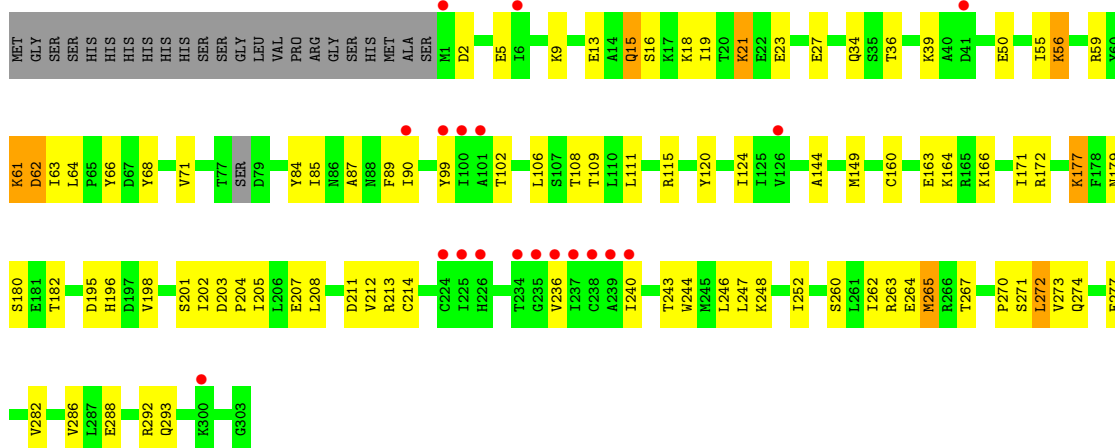 MET GLY SER SER HIS HIS HIS HIS HIS HIS SER SER GLY LEU VAL PRO ARG GLY SER HIS MET ALA SER M1 D2 E5 I6 K9 E13 A14 Q15 S16 K17 K18 I19 T20 K21 E22 E23 E27 Q34 S35 T36 K39 A40 D41 E50 I55 K56 R59 Y60
K61 D62 I63 L64 P65 Y66 D67 Y68 V71 T77 SER D79 Y84 I85 N86 A87 N88 F89 I90 Y99 I100 A101 T102 L106 S107 T108 T109 L110 L111 R115 Y120 I124 I125 V126 A144 M149 C160 E163 K164 R165 K166 I171 R172 K177 F178 N179
S180 E181 T182 D195 H196 D197 V198 S201 I202 D203 P204 I205 L206 E207 L208 D211 V212 R213 C214 C224 I225 H226 T234 G235 V236 I237 C238 A239 I240 T243 W244 M245 L246 L247 K248 I252 S260 L261 I262 R263 E264 M265 R266 T267 P270 S271 L272 V273 Q274
V282 V286 L287 E288 R292 Q293 K300 G303